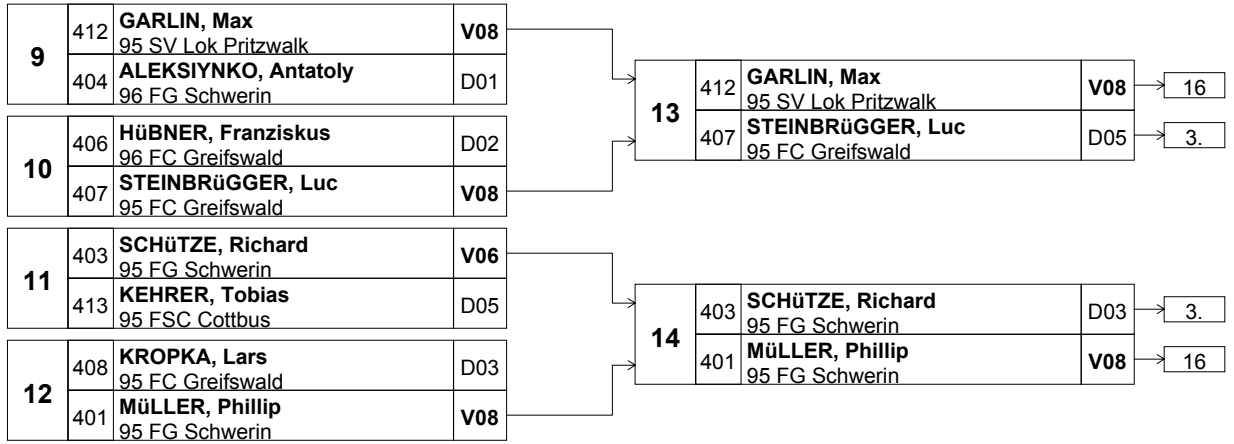 9
412 GARLIN, Max V08
95 SV Lok Pritzwalk
404 ALEKSIYNKO, Antatoly D01
96 FG Schwerin
10
406 HüBNER, Franziskus D02
96 FC Greifswald
407 STEINBRüGGER, Luc V08
95 FC Greifswald
11
403 SCHüTZE, Richard V06
95 FG Schwerin
413 KEHRER, Tobias D05
95 FSC Cottbus
12
408 KROPKA, Lars D03
95 FC Greifswald
401 MüLLER, Phillip V08
95 FG Schwerin
13
412 GARLIN, Max V08 16
95 SV Lok Pritzwalk
407 STEINBRüGGER, Luc D05 3.
95 FC Greifswald
14
403 SCHüTZE, Richard D03 3.
95 FG Schwerin
401 MüLLER, Phillip V08 16
95 FG Schwerin